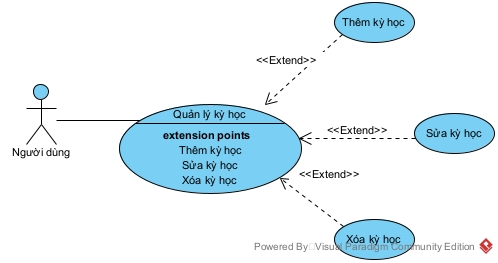 Thêm kỳ học
<<Extend>>
Quản lý kỳ học
extension points
Thêm kỳ học
Sửa kỳ học
Xóa kỳ học
<<Extend>>
Sửa kỳ học
Người dùng
<<Extend>>
Xóa kỳ học
Powered By Visual Paradigm Community Edition